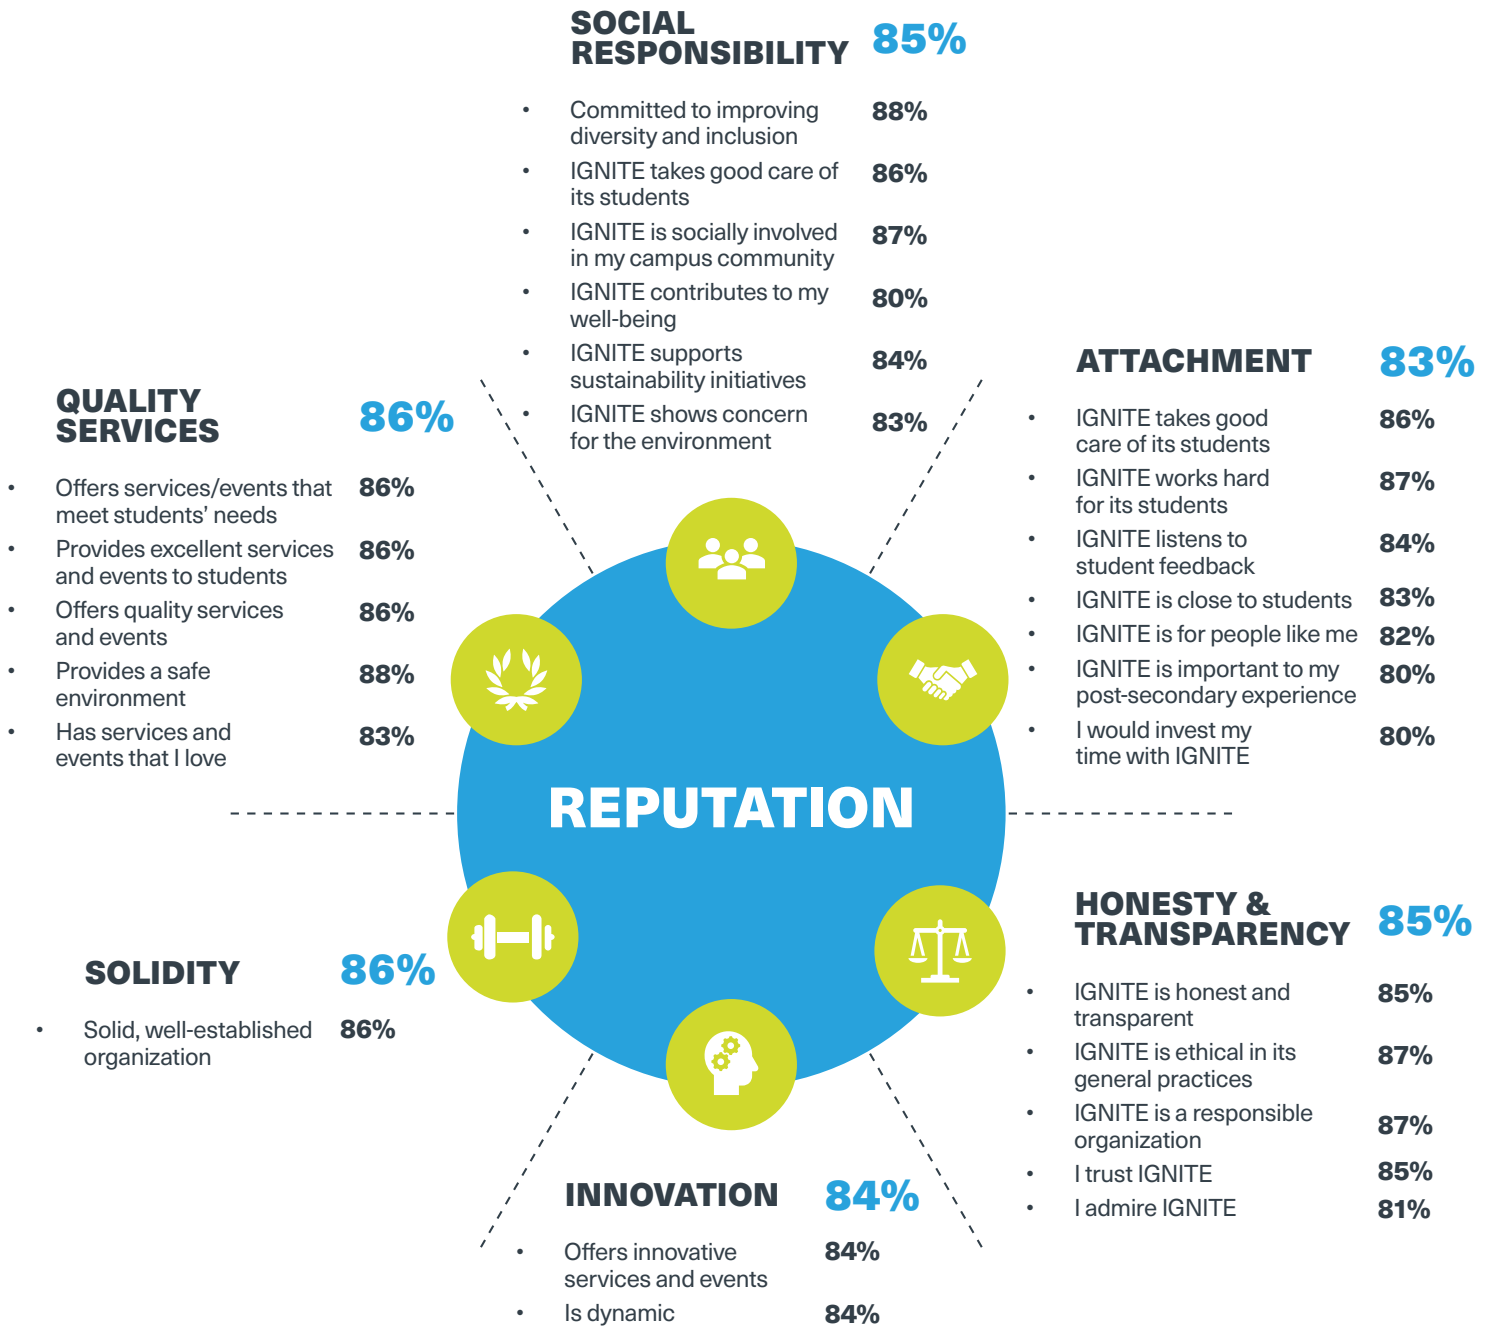 SOCIAL
RESPONSIBILITY 85%
• Committed to improving
diversity and inclusion 88%
• IGNITE takes good care of
its students 86%
• IGNITE is socially involved
in my campus community 87%
• IGNITE contributes to my
well-being 80%
• IGNITE supports
sustainability initiatives 84%
• IGNITE shows concern
for the environment 83%
ATTACHMENT 83%
• IGNITE takes good
care of its students 86%
• IGNITE works hard
for its students 87%
• IGNITE listens to
student feedback 84%
• IGNITE is close to students 83%
• IGNITE is for people like me 82%
• IGNITE is important to my
post-secondary experience 80%
• I would invest my
time with IGNITE 80%
QUALITY
SERVICES 86%
• Offers services/events that
meet students’ needs 86%
• Provides excellent services
and events to students 86%
• Offers quality services
and events 86%
• Provides a safe
environment 88%
• Has services and
events that I love 83%
REPUTATION
HONESTY &
TRANSPARENCY 85%
• IGNITE is honest and
transparent 85%
• IGNITE is ethical in its
general practices 87%
• IGNITE is a responsible
organization 87%
• I trust IGNITE 85%
• I admire IGNITE 81%
SOLIDITY 86%
• Solid, well-established
organization 86%
INNOVATION 84%
• Offers innovative
services and events 84%
• Is dynamic 84%